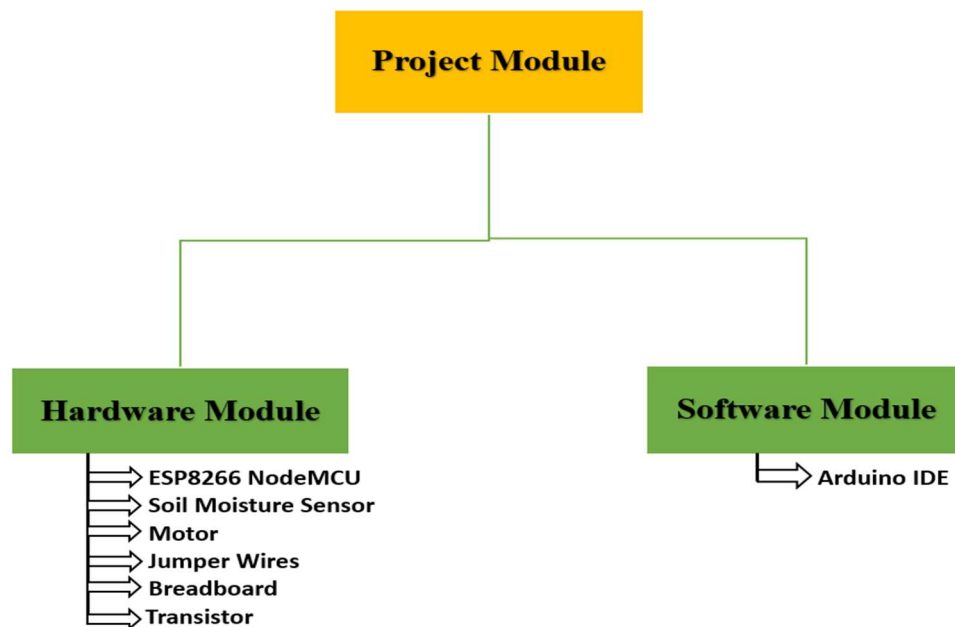 Project Module
Hardware Module
ESP8266 NodeMCU
Soil Moisture Sensor
Motor
Jumper Wires
Breadboard
Transistor
Software Module
Arduino IDE